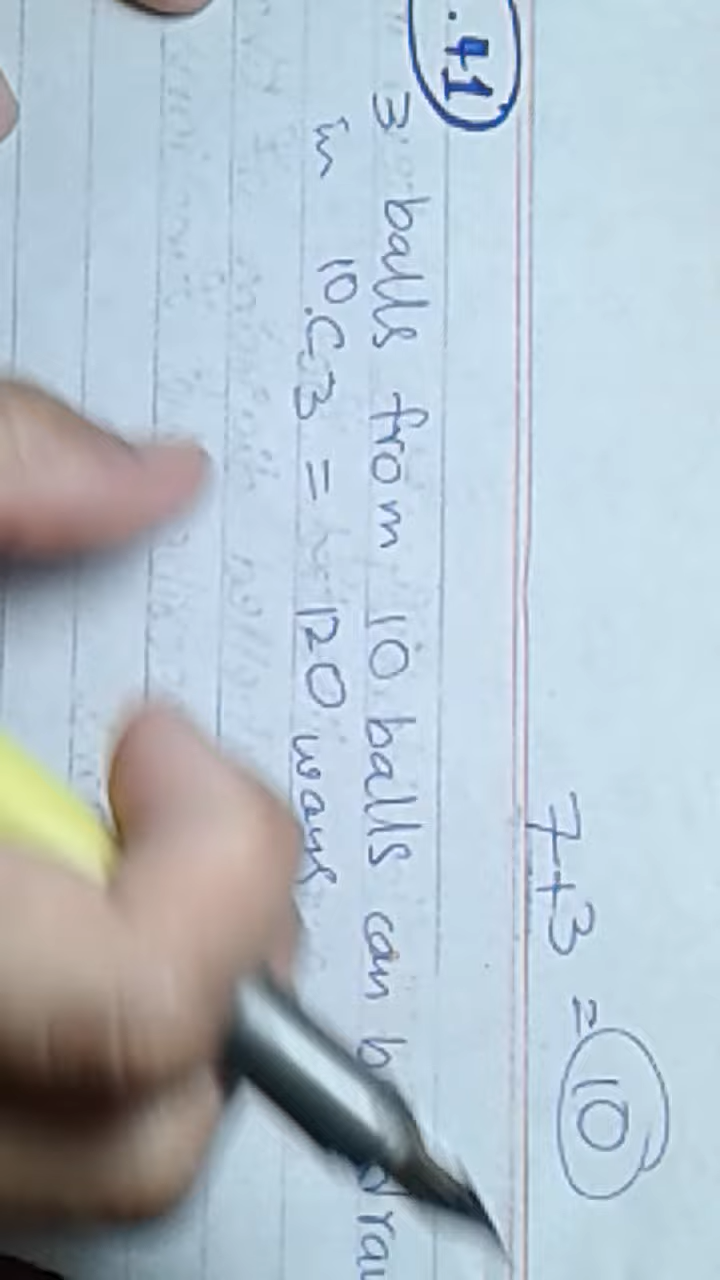 7+3 = 10
.41
3 balls from 10 balls can
in 10C3 = 120 ways